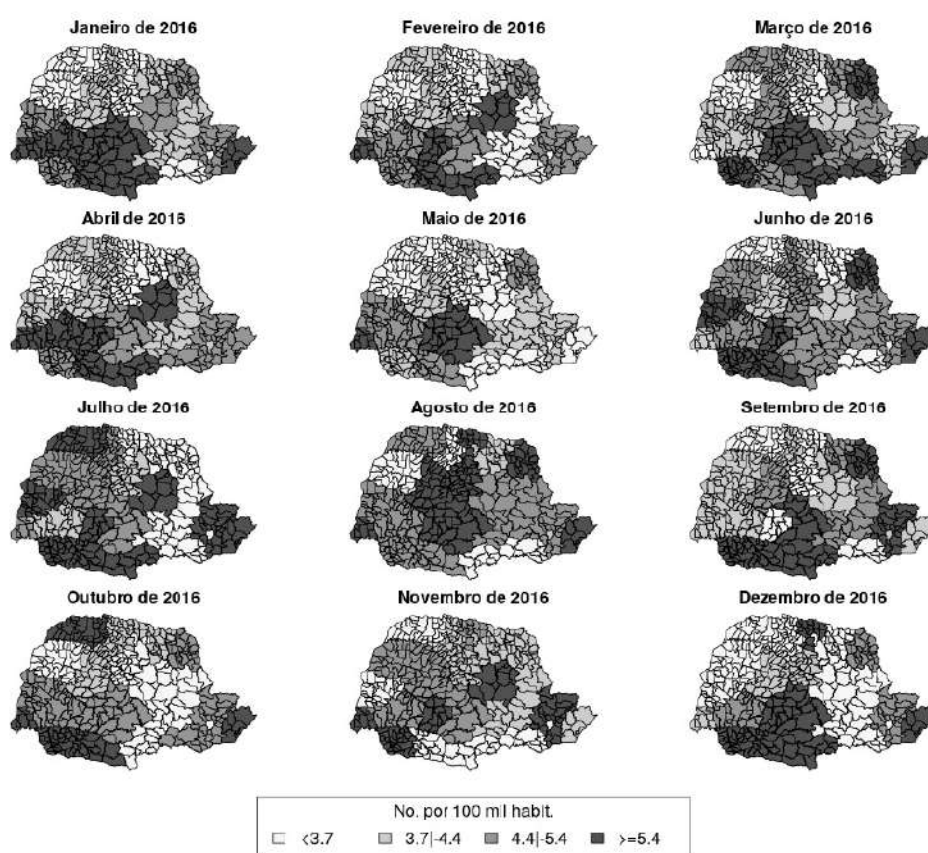 Janeiro de 2016 Fevereiro de 2016 Março de 2016
Abril de 2016 Maio de 2016 Junho de 2016
Julho de 2016 Agosto de 2016 Setembro de 2016
Outubro de 2016 Novembro de 2016 Dezembro de 2016
No. por 100 mil habit.
<3.7 3.7|-4.4 4.4|-5.4 >=5.4